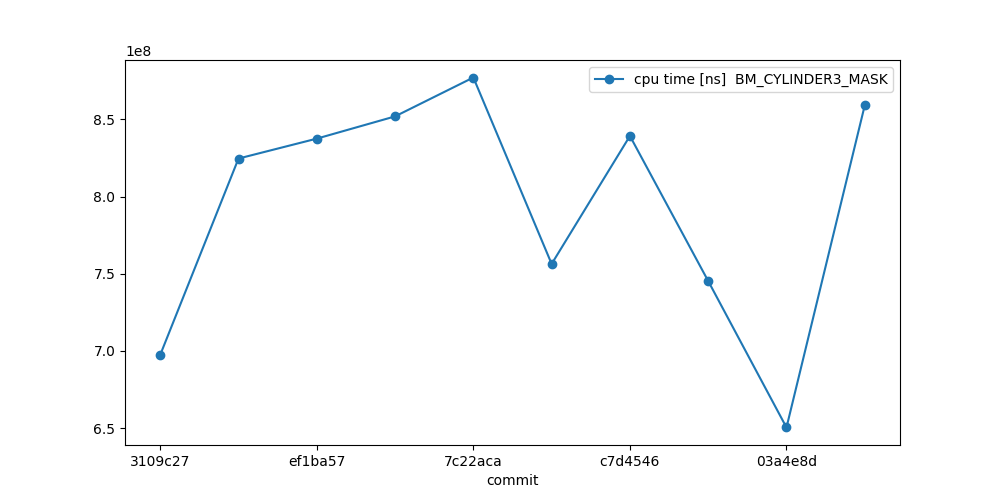 1e8
cpu time [ns]  BM_CYLINDER3_MASK
8.5
8.0
7.5
7.0
6.5
3109c27 ef1ba57 7c22aca c7d4546 03a4e8d
commit